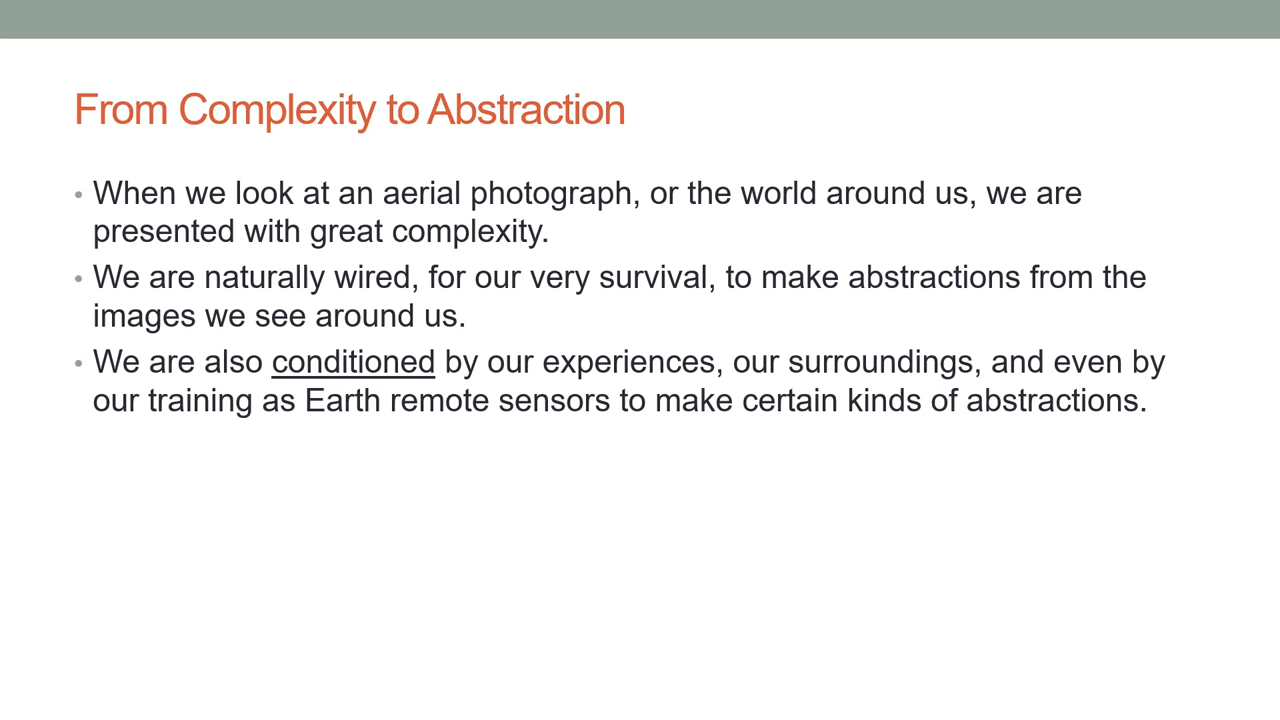 From Complexity to Abstraction
• When we look at an aerial photograph, or the world around us, we are
presented with great complexity.
• We are naturally wired, for our very survival, to make abstractions from the
images we see around us.
• We are also conditioned by our experiences, our surroundings, and even by
our training as Earth remote sensors to make certain kinds of abstractions.